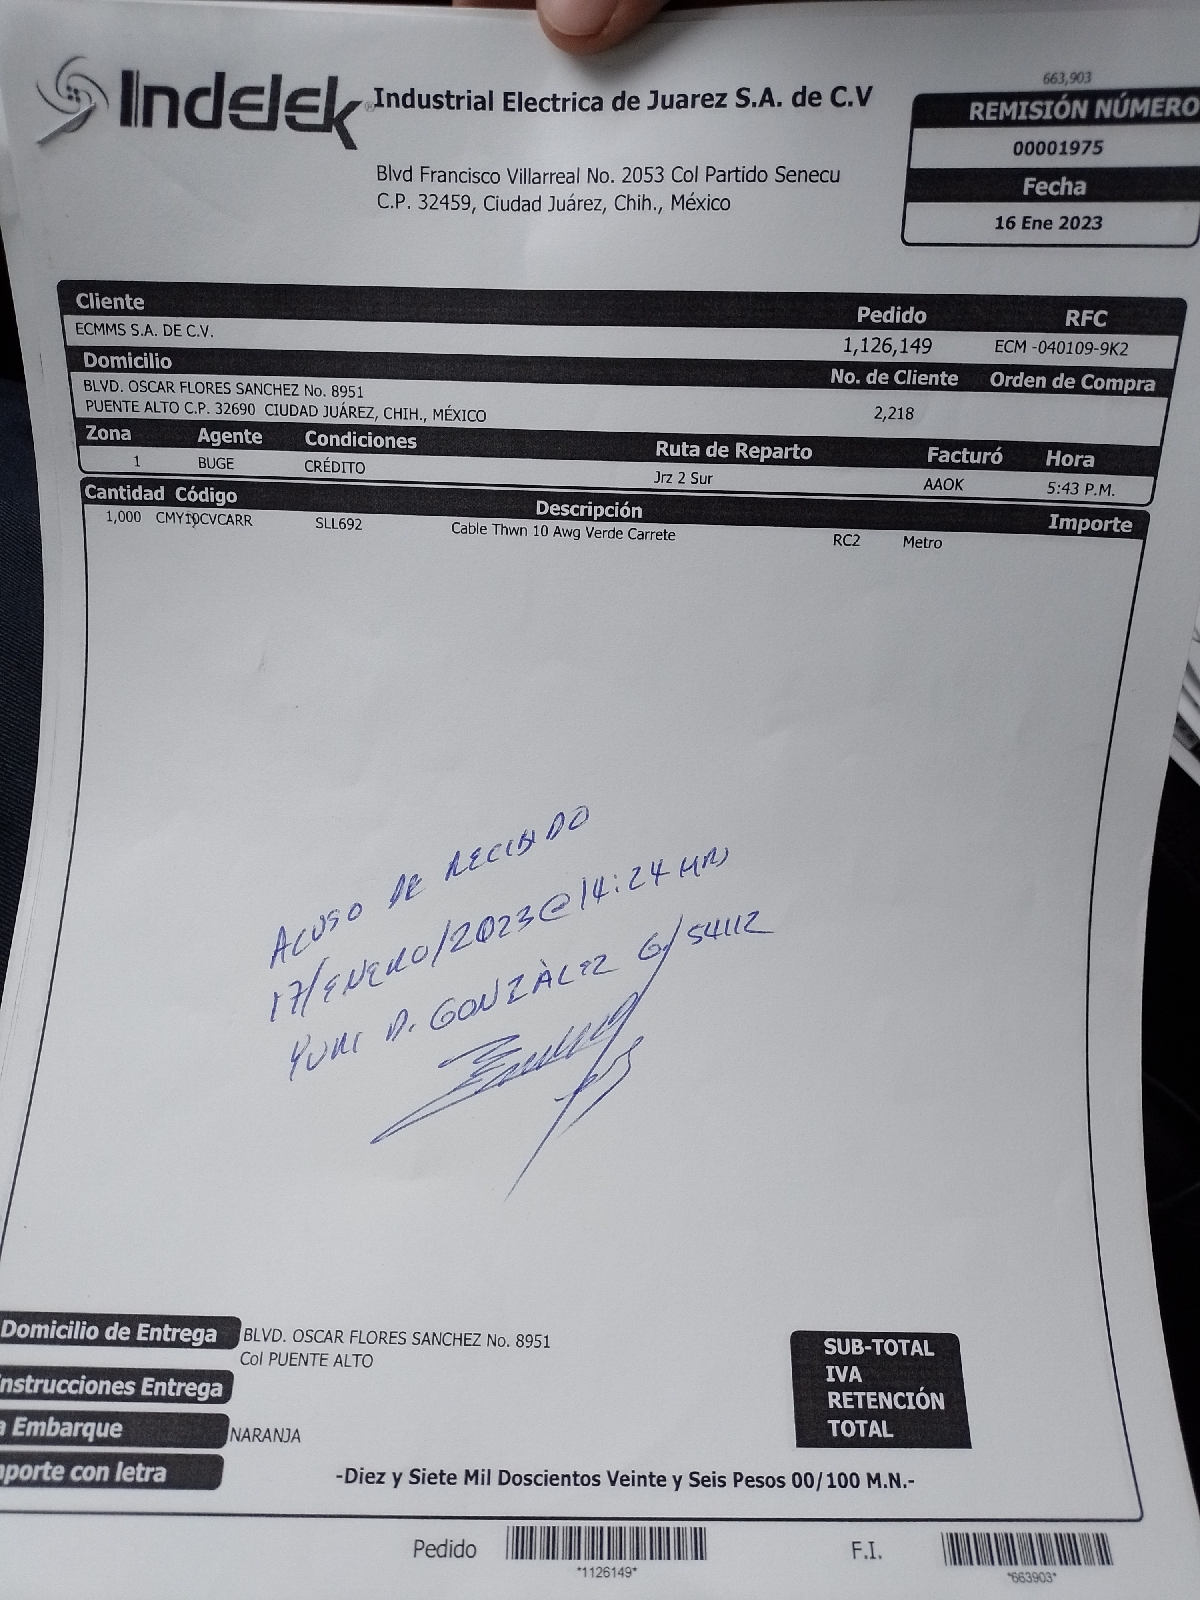 Indelek
Industrial Electrica de Juarez S.A. de C.V
Blvd Francisco Villarreal No. 2053 Col Partido Senecu
C.P. 32459, Ciudad Juárez, Chih., México
663,903
REMISIÓN NÚMERO
00001975
Fecha
16 Ene 2023
Cliente Pedido RFC
ECMMS S.A. DE C.V. 1,126,149 ECM -040109-9K2
Domicilio No. de Cliente Orden de Compra
BLVD. OSCAR FLORES SANCHEZ No. 8951
PUENTE ALTO C.P. 32690 CIUDAD JUÁREZ, CHIH., MÉXICO 2,218
Zona Agente Condiciones Ruta de Reparto Facturó Hora
1 BUGE CRÉDITO Jrz 2 Sur AAOK 5:43 P.M.
Cantidad Código Descripción Importe
1,000 CMY10CVCARR SLL692 Cable Thwn 10 Awg Verde Carrete RC2 Metro
ACUSO DE RECIBIDO
17/ENERO/2023@14:24 HRS
YURI D. GONZÀLEZ G/54112
Domicilio de Entrega BLVD. OSCAR FLORES SANCHEZ No. 8951
Col PUENTE ALTO
nstrucciones Entrega
a Embarque NARANJA
porte con letra -Diez y Siete Mil Doscientos Veinte y Seis Pesos 00/100 M.N.-
SUB-TOTAL
IVA
RETENCIÓN
TOTAL
Pedido *1126149* F.I. *663903*